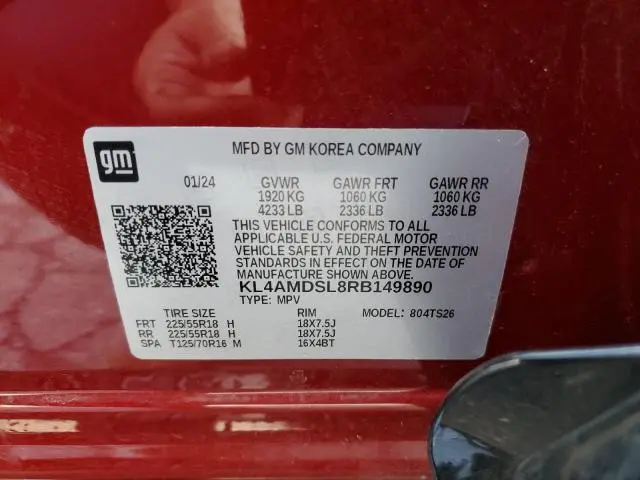 gm
MFD BY GM KOREA COMPANY
01/24 GVWR GAWR FRT GAWR RR
1920 KG 1060 KG 1060 KG
4233 LB 2336 LB 2336 LB
THIS VEHICLE CONFORMS TO ALL
APPLICABLE U.S. FEDERAL MOTOR
VEHICLE SAFETY AND THEFT PREVENTION
STANDARDS IN EFFECT ON THE DATE OF
MANUFACTURE SHOWN ABOVE.
KL4AMDSL8RB149890
TYPE: MPV
TIRE SIZE RIM MODEL: 804TS26
FRT 225/55R18 H 18X7.5J
RR 225/55R18 H 18X7.5J
SPA T125/70R16 M 16X4BT